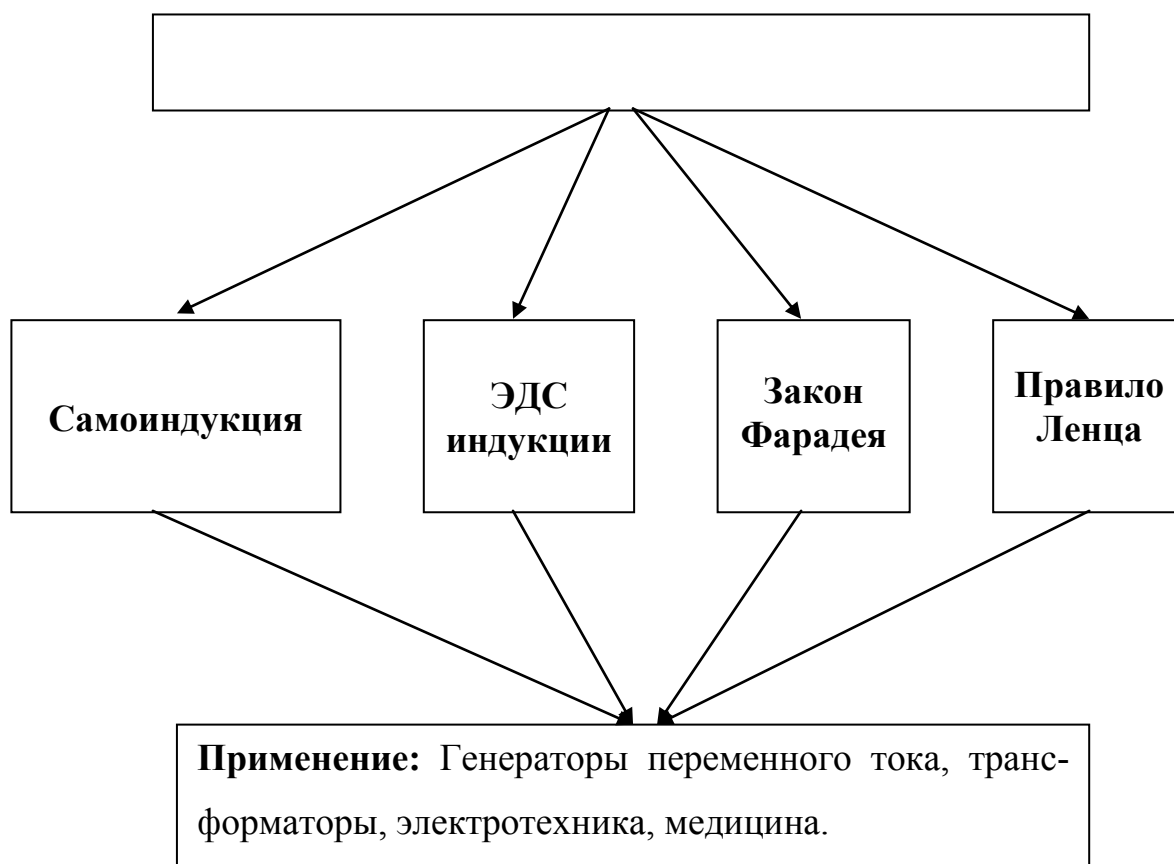 Самоиндукция
ЭДС
индукции
Закон
Фарадея
Правило
Ленца
Применение: Генераторы переменного тока, транс-
форматоры, электротехника, медицина.